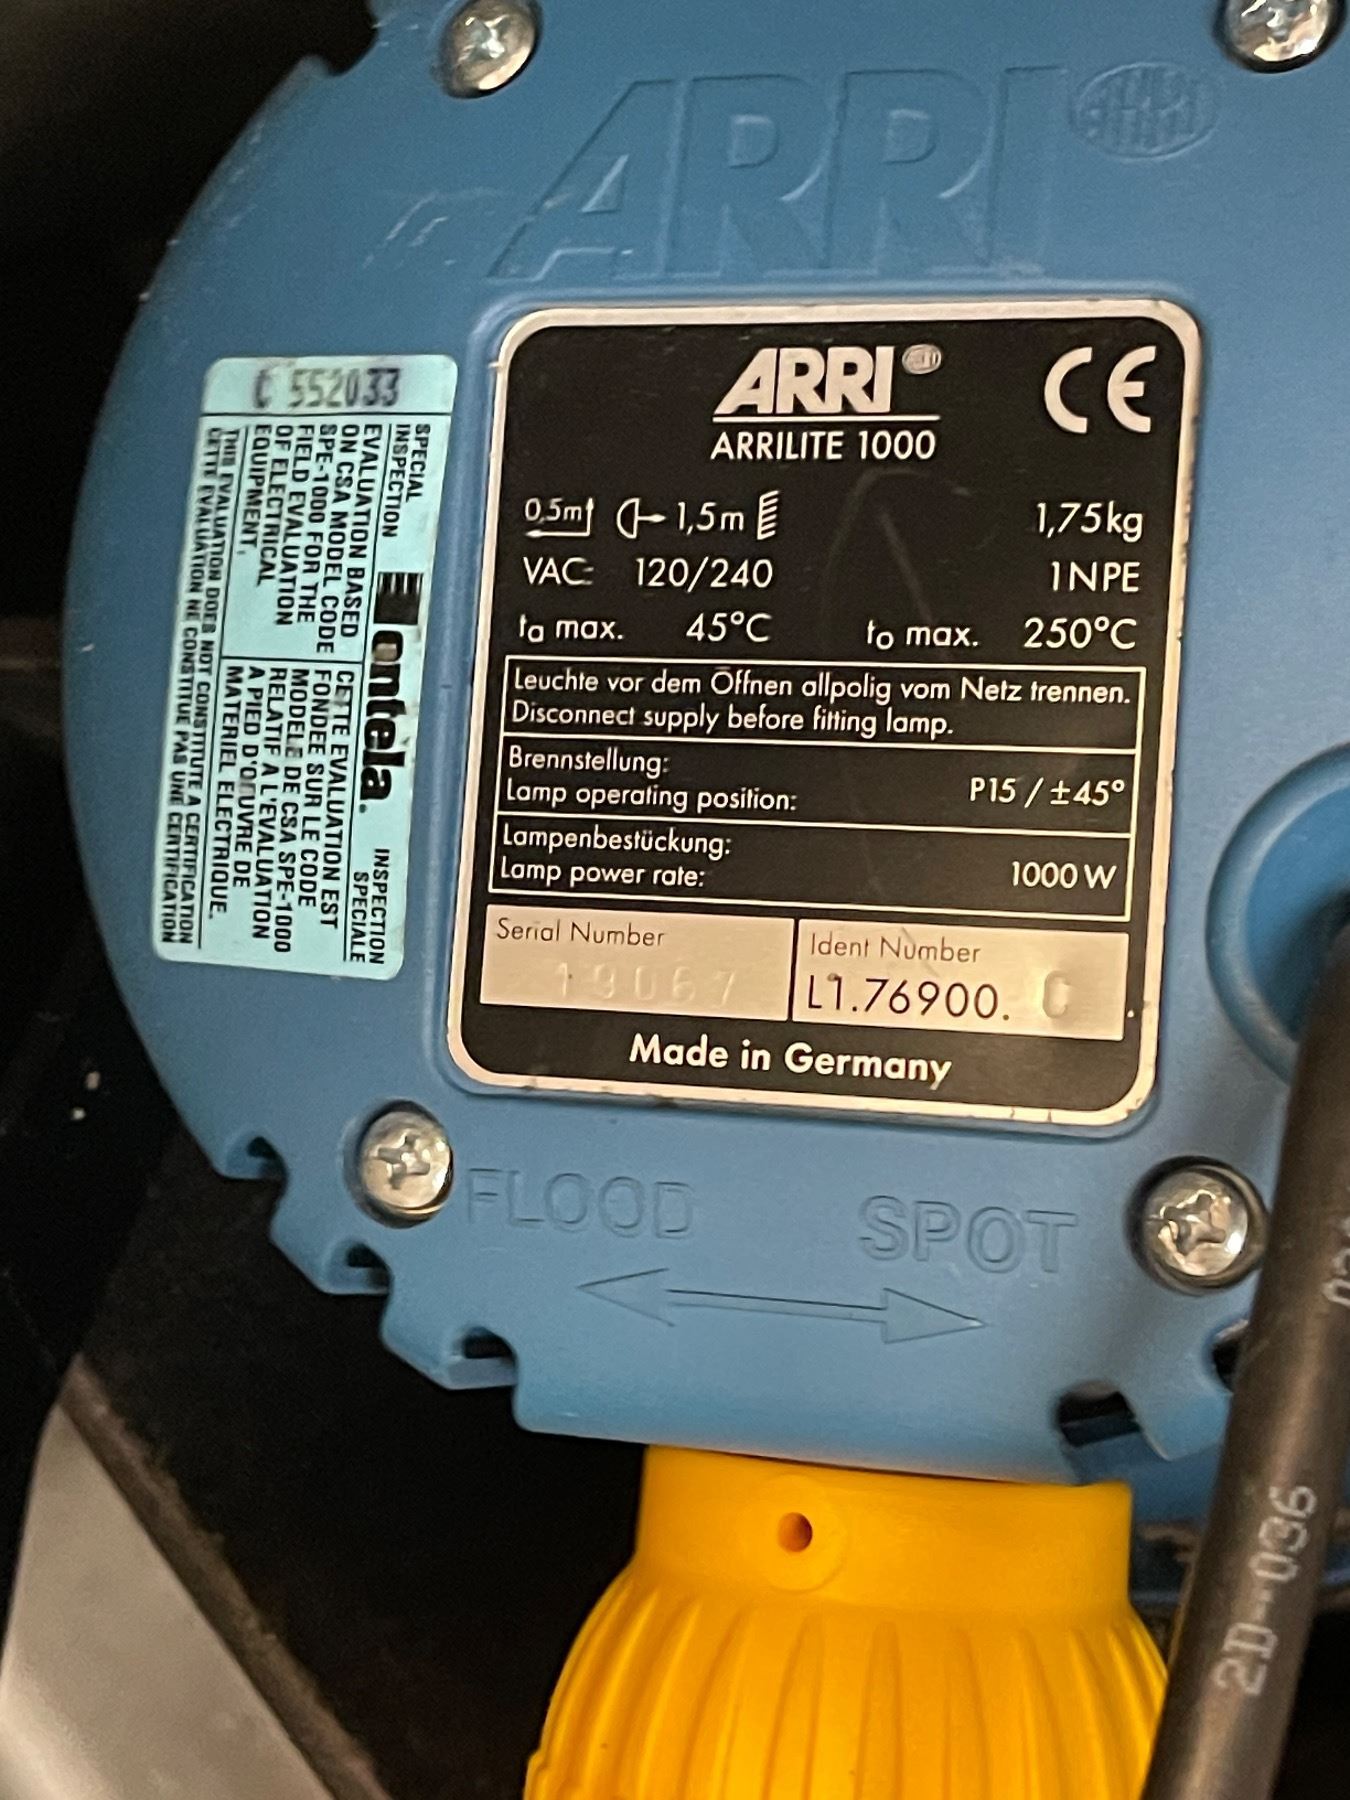 ARRI
ARRI
CE
ARRILITE 1000
0,5m 1,5m 1,75kg
VAC 120/240 1NPE
ta max. 45°C to max. 250°C
Leuchte vor dem Öffnen allpolig vom Netz trennen.
Disconnect supply before fitting lamp.
Brennstellung:
Lamp operating position: P15 / ±45°
Lampenbestückung:
Lamp power rate: 1000 W
Serial Number
19067
Ident Number
L1.76900. C
Made in Germany
C 552033
SPECIAL
INSPECTION
entela.
INSPECTION
SPECIALE
EVALUATION BASED
ON CSA MODEL CODE
SPE-1000 FOR THE
FIELD EVALUATION
OF ELECTRICAL
EQUIPMENT.
CETTE EVALUATION EST
FONDEE SUR LE CODE
MODELE DE CSA SPE-1000
RELATIF A L'EVALUATION
A PIED D'OEUVRE DE
MATERIEL ELECTRIQUE.
THIS EVALUATION DOES NOT CONSTITUTE A CERTIFICATION
CETTE EVALUATION NE CONSTITUE PAS UNE CERTIFICATION
FLOOD SPOT
2D-036